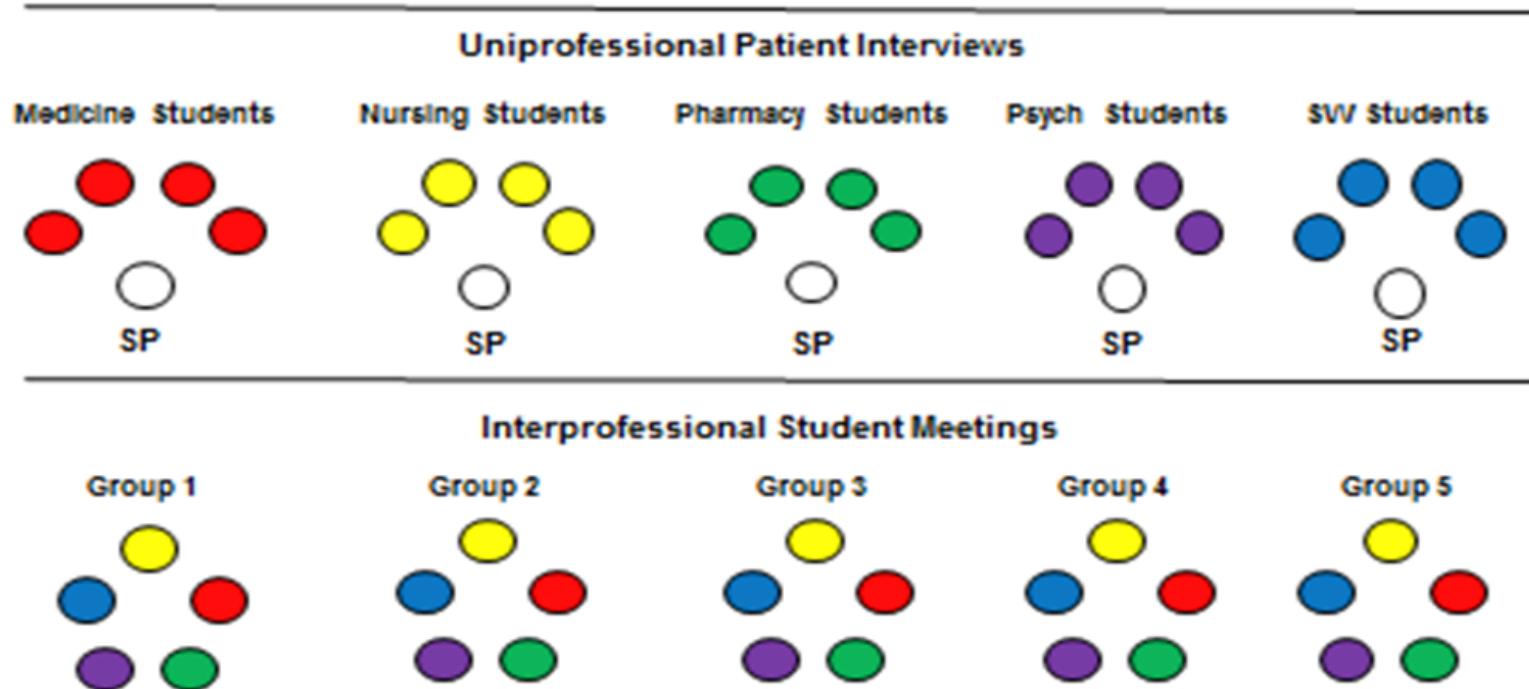 Uniprofessional Patient Interviews
Medicine Students Nursing Students Pharmacy Students Psych Students SW Students
SP SP SP SP SP
Interprofessional Student Meetings
Group 1 Group 2 Group 3 Group 4 Group 5